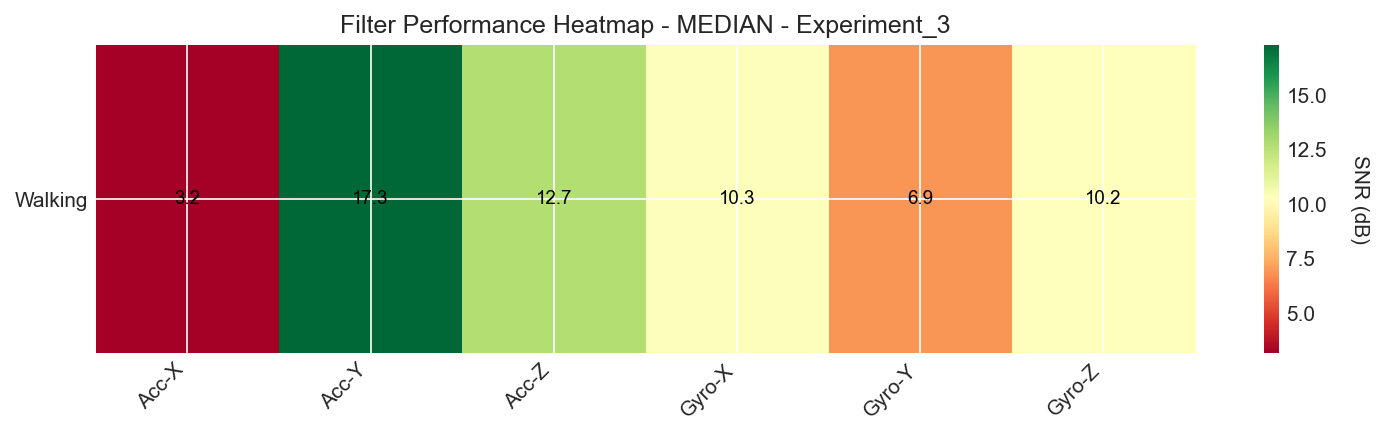 Filter Performance Heatmap - MEDIAN - Experiment_3
Walking
3.2 17.3 12.7 10.3 6.9 10.2
Acc-X Acc-Y Acc-Z Gyro-X Gyro-Y Gyro-Z
15.0
12.5
10.0
7.5
5.0
SNR (dB)